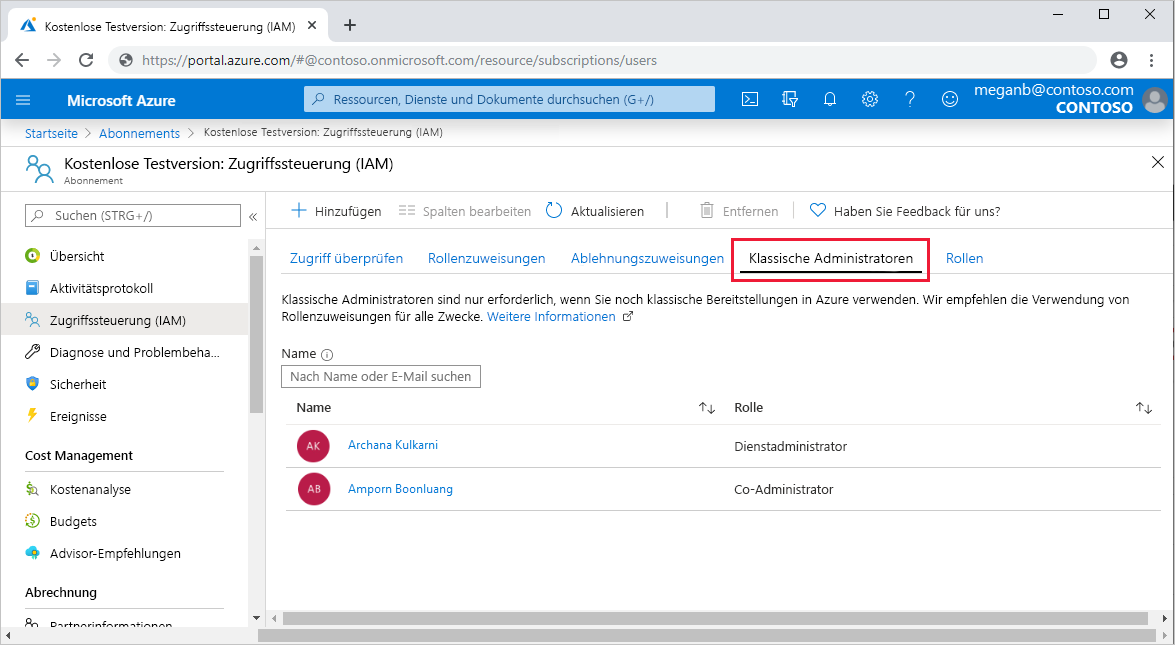 Kostenlose Testversion: Zugriffssteuerung (IAM)
https://portal.azure.com/#@contoso.onmicrosoft.com/resource/subscriptions/users
Microsoft Azure
Ressourcen, Dienste und Dokumente durchsuchen (G+/)
meganb@contoso.com
CONTOSO
Startseite > Abonnements > Kostenlose Testversion: Zugriffssteuerung (IAM)
Kostenlose Testversion: Zugriffssteuerung (IAM)
Abonnement
Suchen (STRG+/)
Übersicht
Aktivitätsprotokoll
Zugriffssteuerung (IAM)
Diagnose und Problembeha...
Sicherheit
Ereignisse
Cost Management
Kostenanalyse
Budgets
Advisor-Empfehlungen
Abrechnung
Partnerinformationen
Hinzufügen Spalten bearbeiten Aktualisieren Entfernen Haben Sie Feedback für uns?
Zugriff überprüfen Rollenzuweisungen Ablehnungszuweisungen Klassische Administratoren Rollen
Klassische Administratoren sind nur erforderlich, wenn Sie noch klassische Bereitstellungen in Azure verwenden. Wir empfehlen die Verwendung von
Rollenzuweisungen für alle Zwecke. Weitere Informationen
Name
Nach Name oder E-Mail suchen
Name Rolle
AK Archana Kulkarni Dienstadministrator
AB Amporn Boonluang Co-Administrator